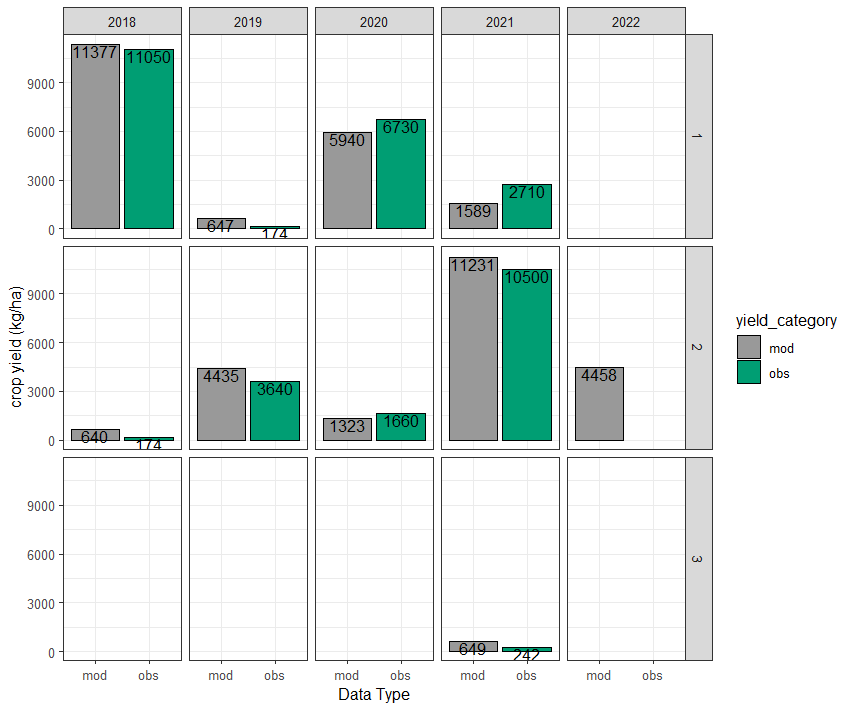 2018 2019 2020 2021 2022
11377 11050 647 174 5940 6730 1589 2710
9000
6000
3000
0
1
640 174 4435 3640 1323 1660 11231 10500 4458
9000
6000
3000
0
2
649 242
9000
6000
3000
0
3
crop yield (kg/ha)
mod obs mod obs mod obs mod obs mod obs
Data Type
yield_category
mod
obs